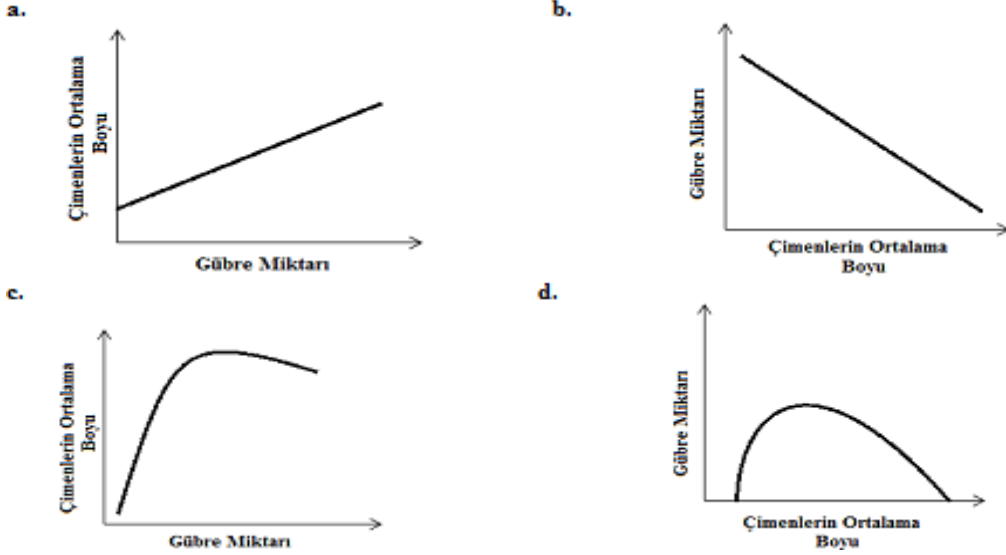 a.
Çimenlerin Ortalama
Boyu
Gübre Miktarı
b.
Gübre Miktarı
Çimenlerin Ortalama
Boyu
c.
Çimenlerin Ortalama
Boyu
Gübre Miktarı
d.
Gübre Miktarı
Çimenlerin Ortalama
Boyu